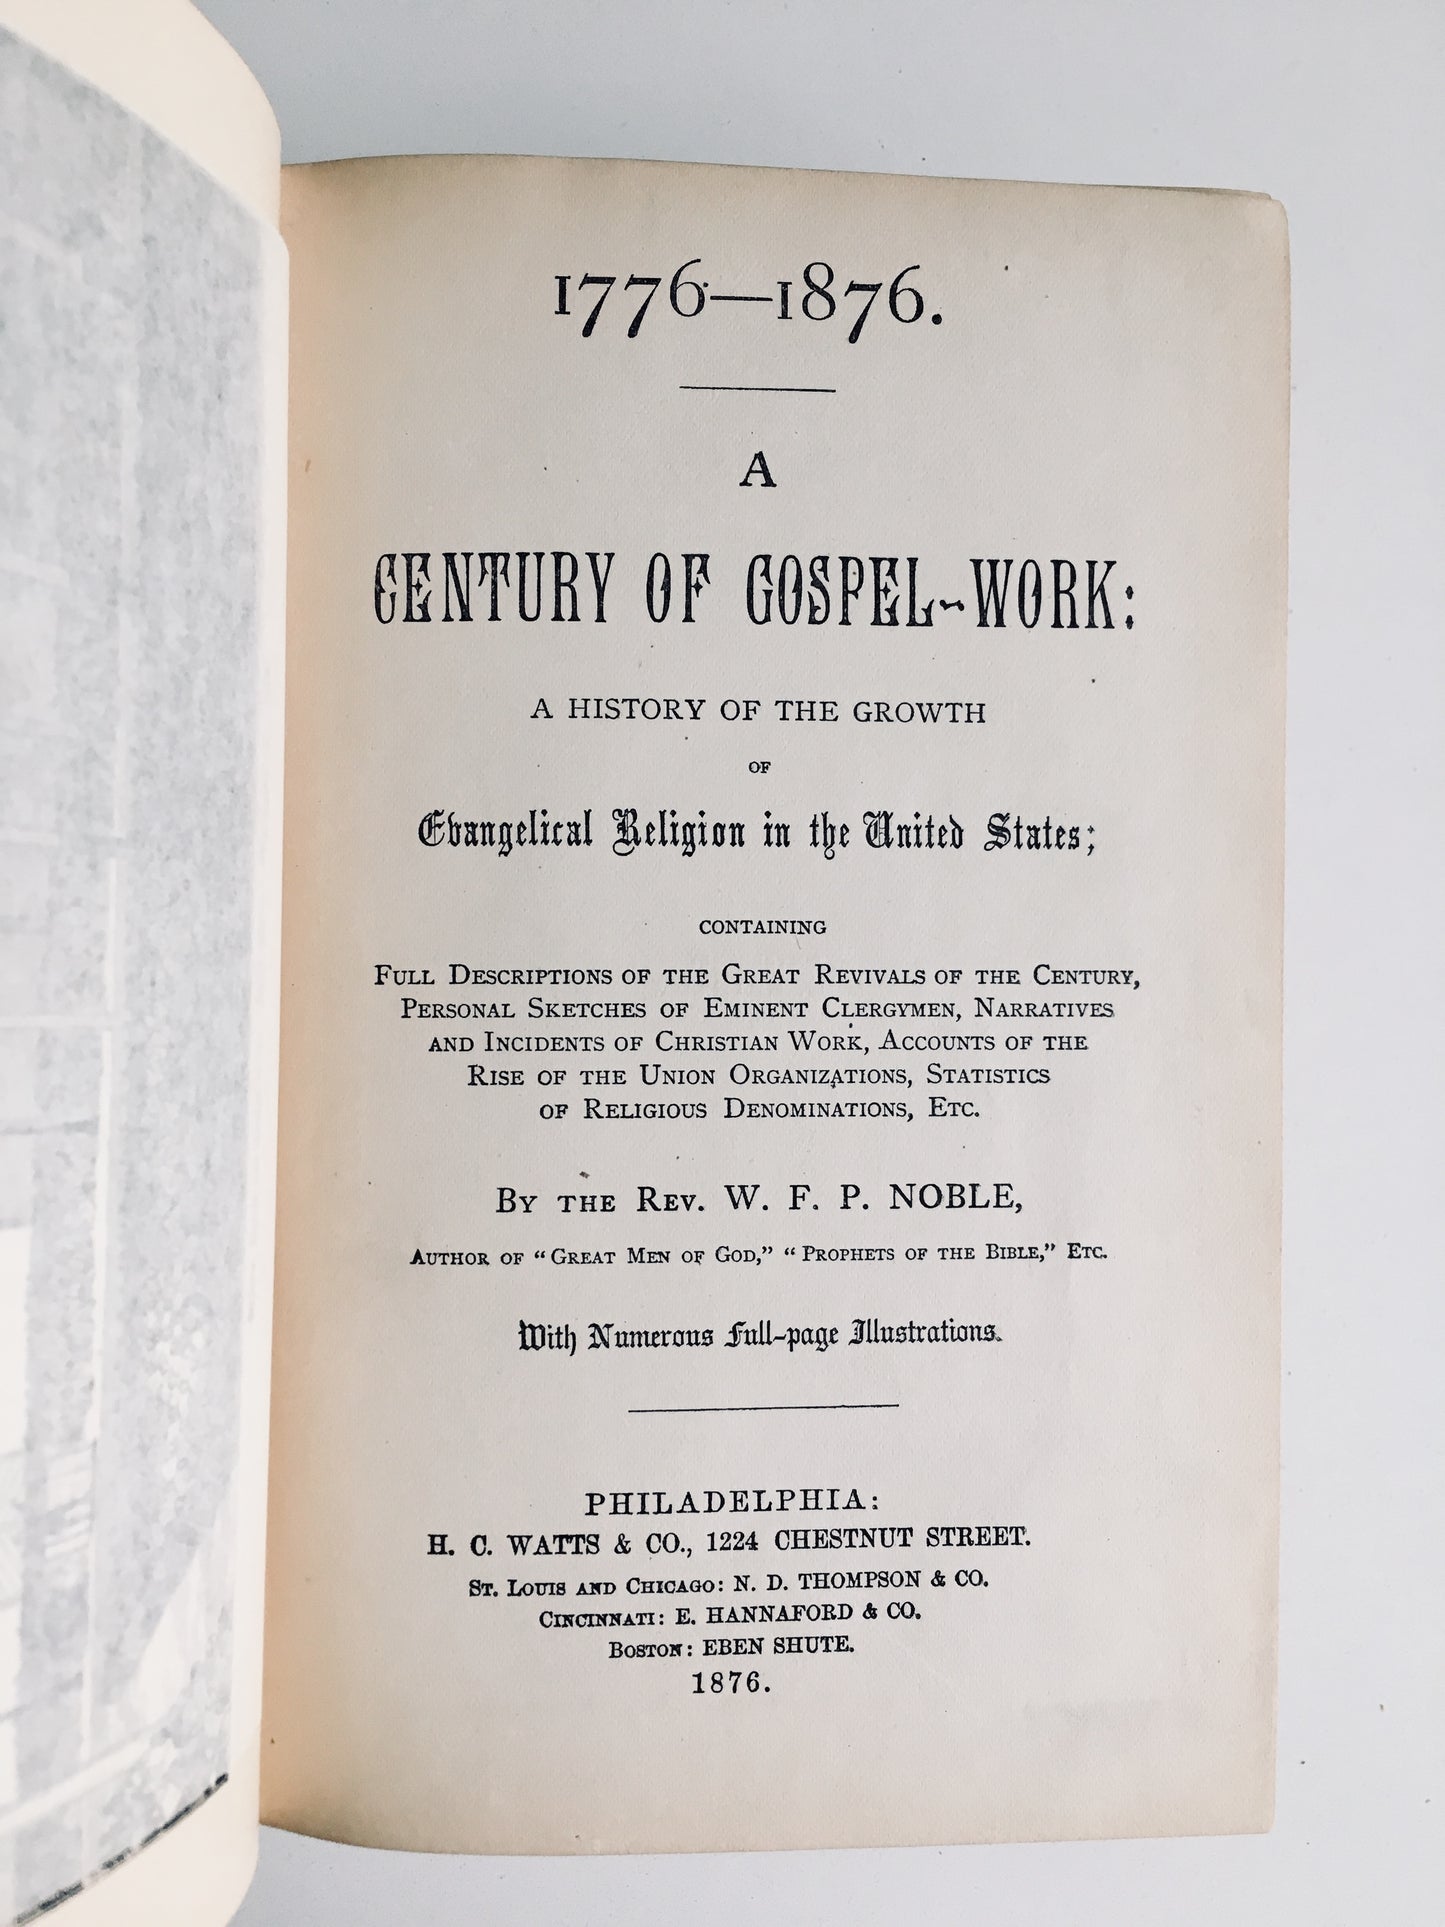 1776—1876.
A
CENTURY OF GOSPEL-WORK:
A HISTORY OF THE GROWTH
OF
Evangelical Religion in the United States;
CONTAINING
FULL DESCRIPTIONS OF THE GREAT REVIVALS OF THE CENTURY,
PERSONAL SKETCHES OF EMINENT CLERGYMEN, NARRATIVES
AND INCIDENTS OF CHRISTIAN WORK, ACCOUNTS OF THE
RISE OF THE UNION ORGANIZATIONS, STATISTICS
OF RELIGIOUS DENOMINATIONS, ETC.
BY THE REV. W. F. P. NOBLE,
AUTHOR OF "GREAT MEN OF GOD," "PROPHETS OF THE BIBLE," ETC.
With Numerous Full-page Illustrations.
PHILADELPHIA:
H. C. WATTS & CO., 1224 CHESTNUT STREET.
ST. LOUIS AND CHICAGO: N. D. THOMPSON & CO.
CINCINNATI: E. HANNAFORD & CO.
BOSTON: EBEN SHUTE.
1876.